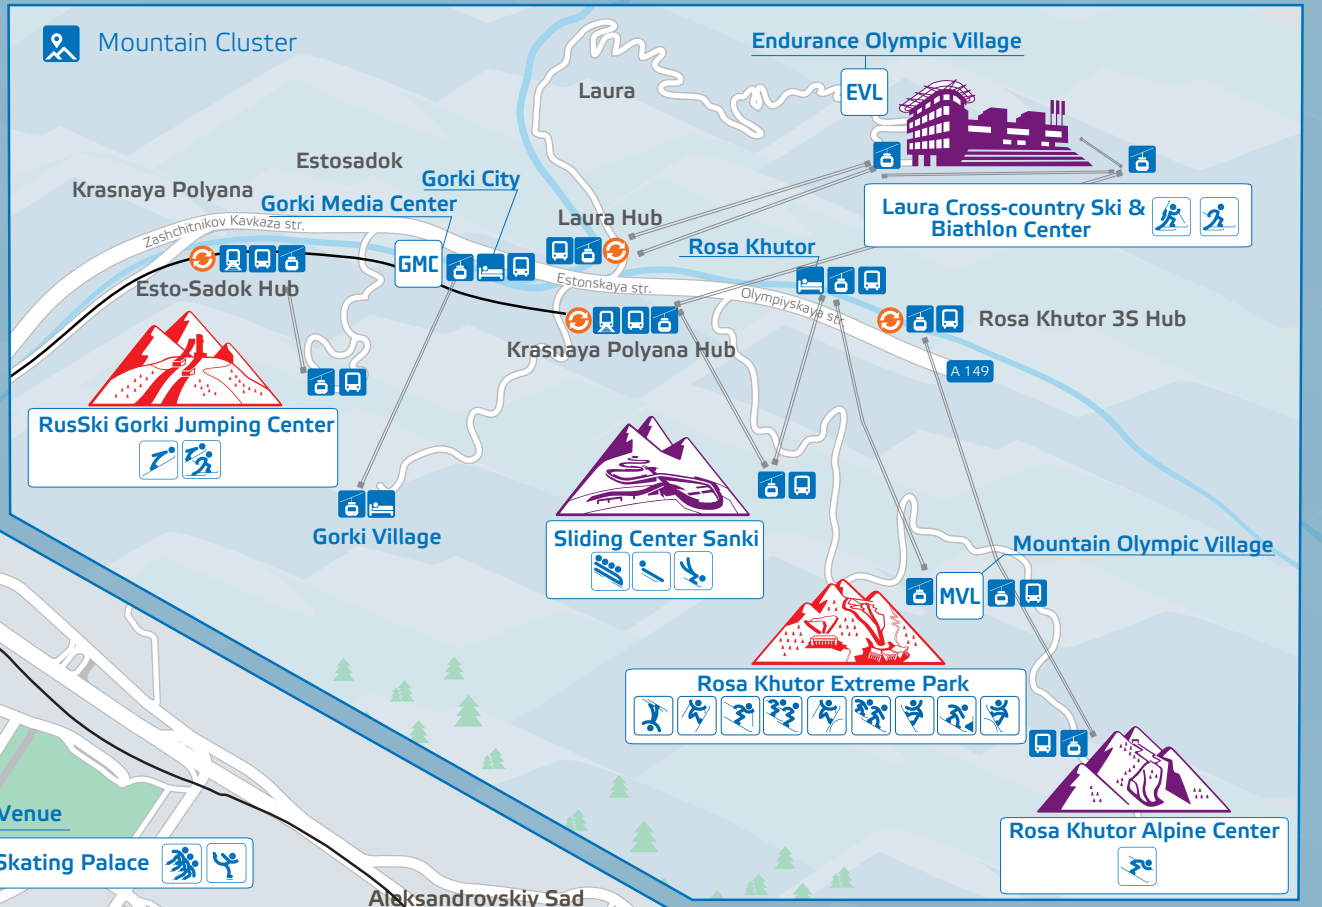 Mountain Cluster
Endurance Olympic Village
EVL
Laura
Estosadok
Krasnaya Polyana
Gorki City
Gorki Media Center
Zashchitnikov Kavkaza str.
Laura Hub
Laura Cross-country Ski &
Biathlon Center
Rosa Khutor
GMC
Esto-Sadok Hub
Estonskaya str.
Olympiyskaya str.
Rosa Khutor 3S Hub
Krasnaya Polyana Hub
A 149
RusSki Gorki Jumping Center
Gorki Village
Sliding Center Sanki
Mountain Olympic Village
MVL
Rosa Khutor Extreme Park
Rosa Khutor Alpine Center
Venue
Skating Palace
Aleksandrovskiy Sad